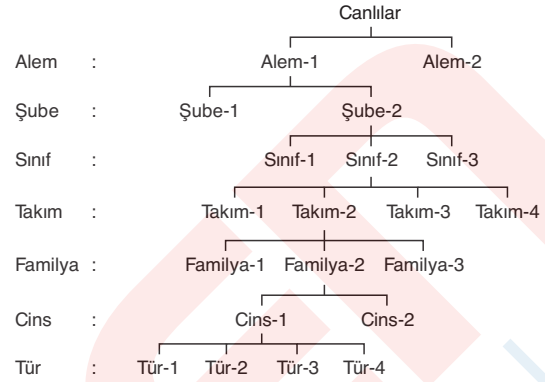 Canlılar
Alem : Alem-1 Alem-2
Şube : Şube-1 Şube-2
Sınıf : Sınıf-1 Sınıf-2 Sınıf-3
Takım : Takım-1 Takım-2 Takım-3 Takım-4
Familya : Familya-1 Familya-2 Familya-3
Cins : Cins-1 Cins-2
Tür : Tür-1 Tür-2 Tür-3 Tür-4